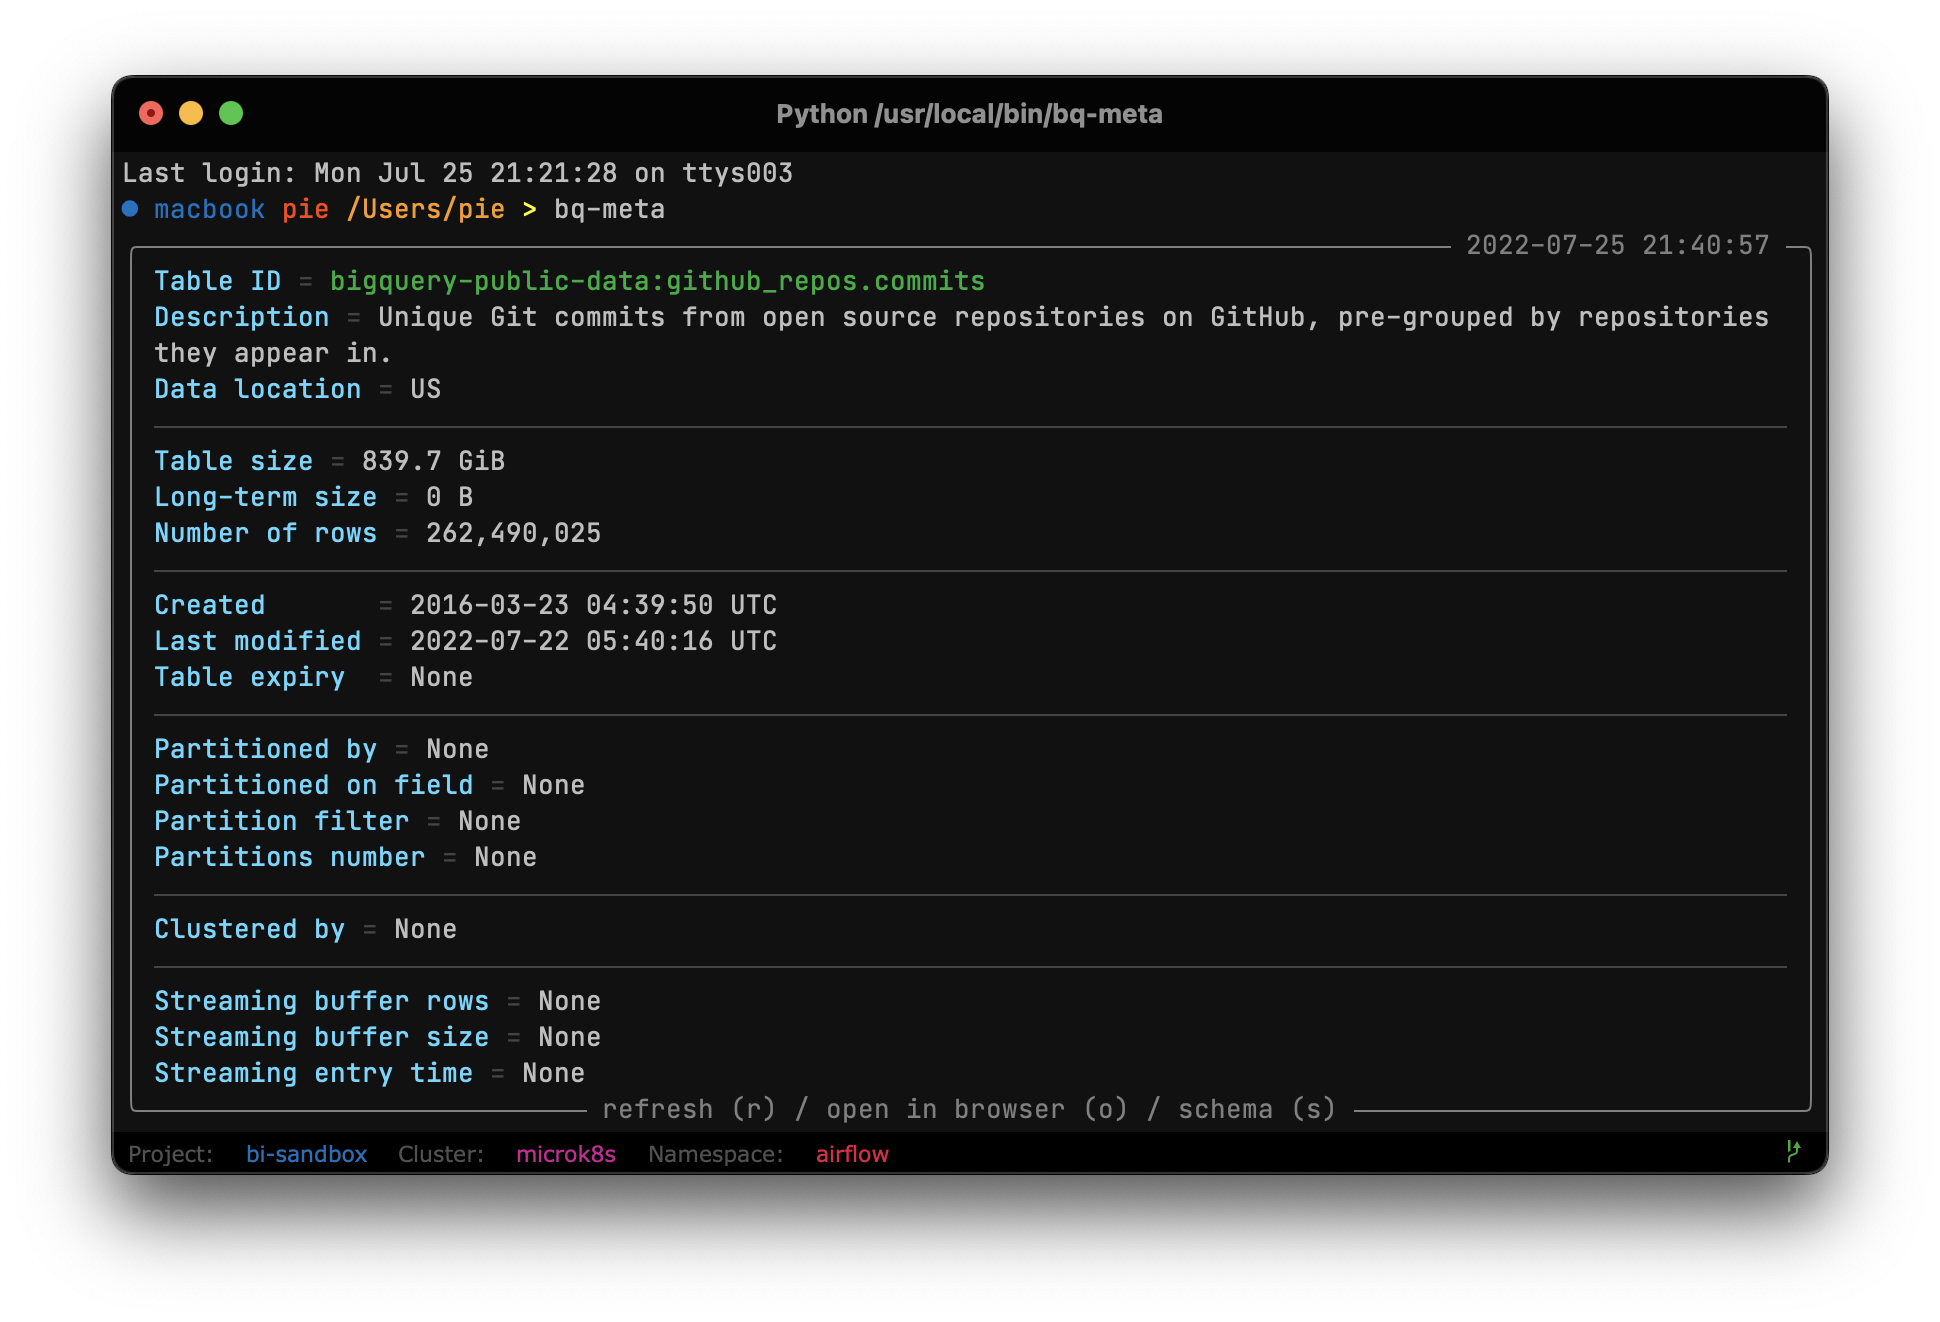 Python /usr/local/bin/bq-meta
Last login: Mon Jul 25 21:21:28 on ttys003
macbook pie /Users/pie > bq-meta
2022-07-25 21:40:57
Table ID = bigquery-public-data:github_repos.commits
Description = Unique Git commits from open source repositories on GitHub, pre-grouped by repositories
they appear in.
Data location = US
Table size = 839.7 GiB
Long-term size = 0 B
Number of rows = 262,490,025
Created = 2016-03-23 04:39:50 UTC
Last modified = 2022-07-22 05:40:16 UTC
Table expiry = None
Partitioned by = None
Partitioned on field = None
Partition filter = None
Partitions number = None
Clustered by = None
Streaming buffer rows = None
Streaming buffer size = None
Streaming entry time = None
refresh (r) / open in browser (o) / schema (s)
Project: bi-sandbox Cluster: microk8s Namespace: airflow